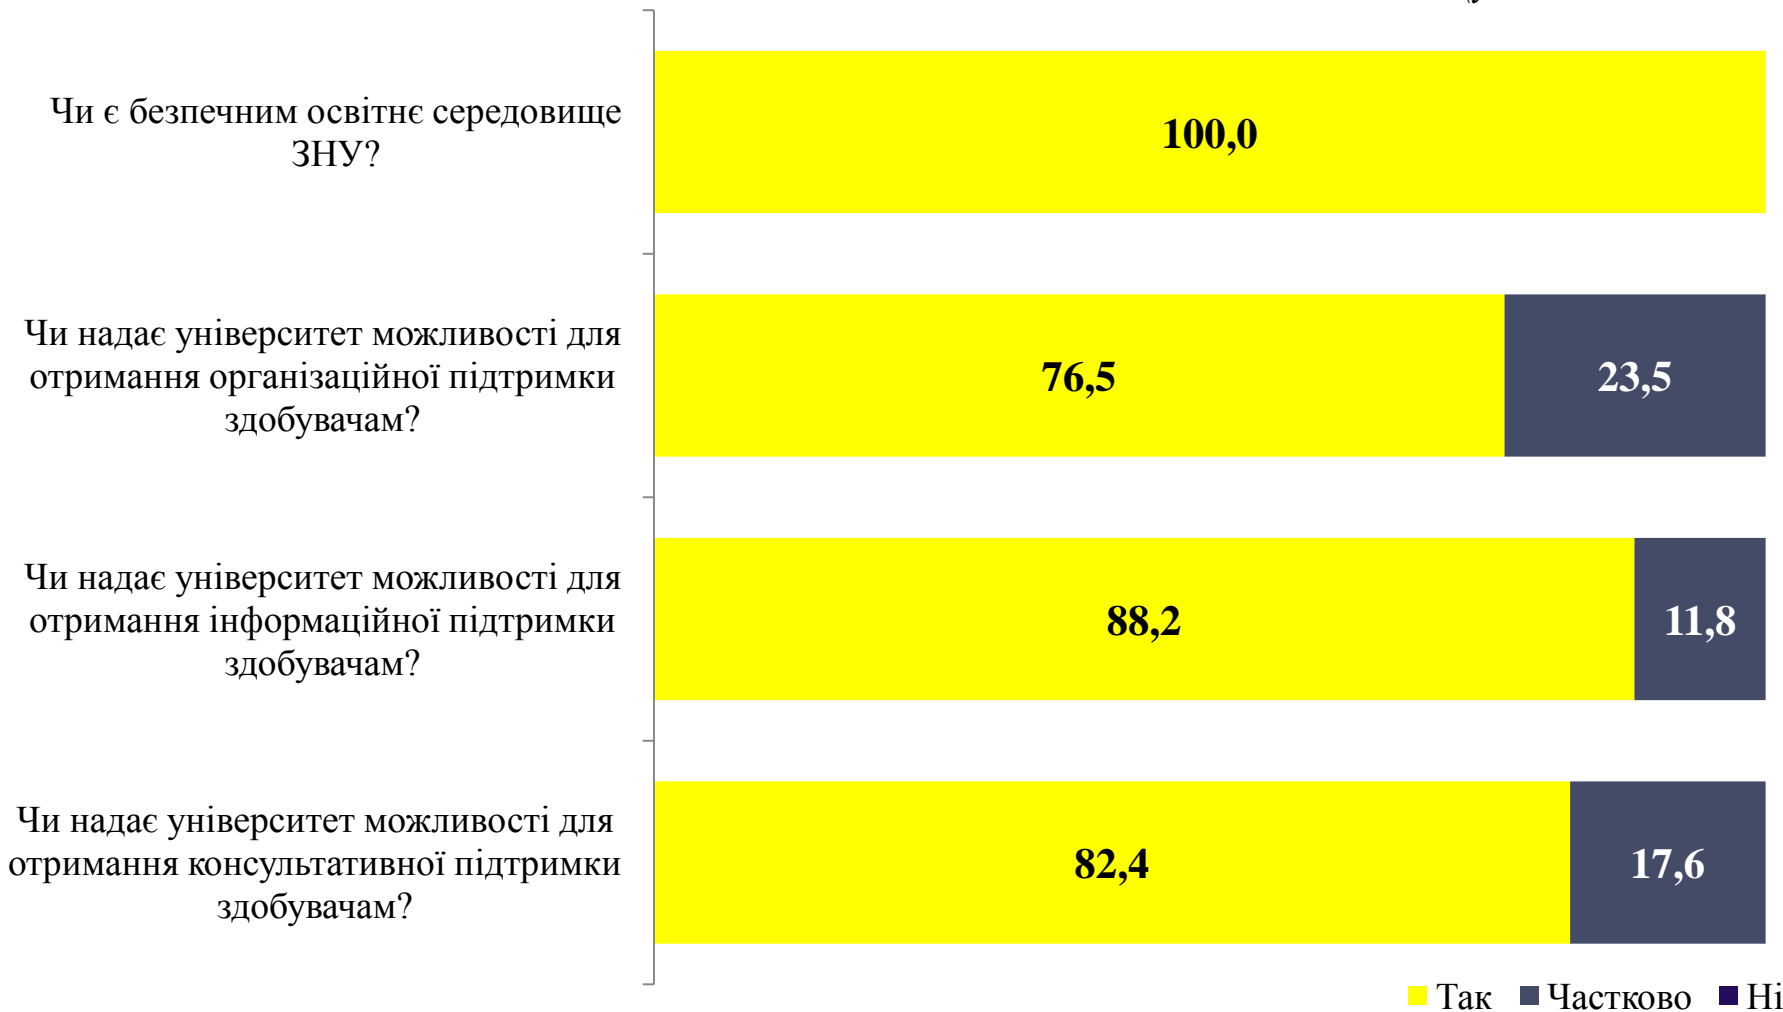 Чи є безпечним освітнє середовище
ЗНУ?
100,0
Чи надає університет можливості для
отримання організаційної підтримки
здобувачам?
76,5
23,5
Чи надає університет можливості для
отримання інформаційної підтримки
здобувачам?
88,2
11,8
Чи надає університет можливості для
отримання консультативної підтримки
здобувачам?
82,4
17,6
Так
Частково
Ні